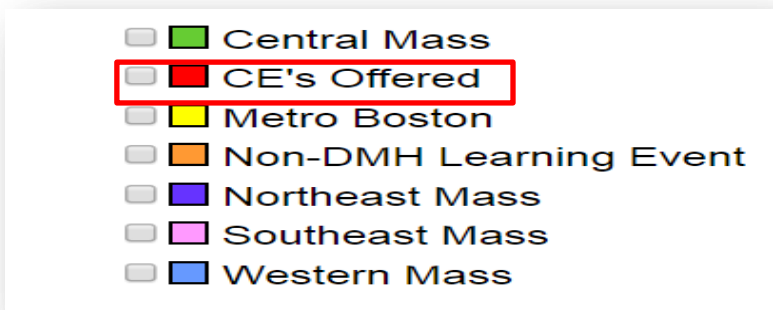 Central Mass
CE's Offered
Metro Boston
Non-DMH Learning Event
Northeast Mass
Southeast Mass
Western Mass